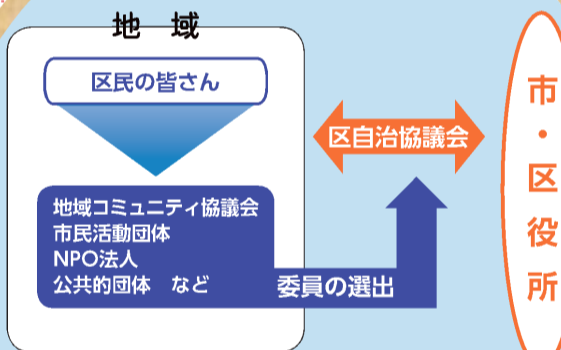 地　域
区民の皆さん
地域コミュニティ協議会
市民活動団体
NPO法人
公共的団体　など
委員の選出
区自治協議会
市・区役所